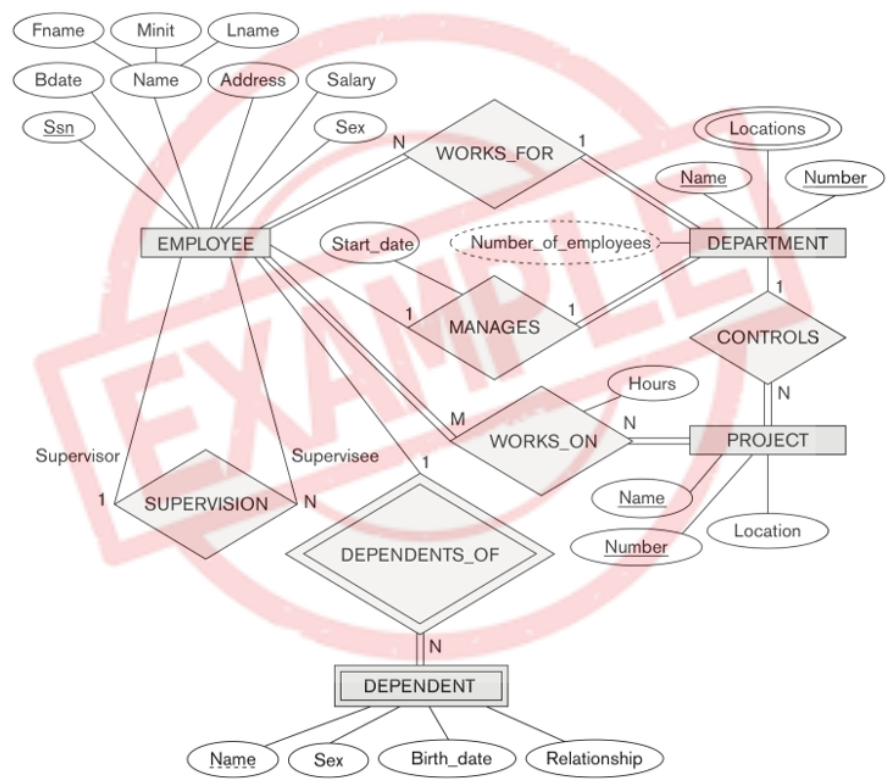 Fname
Minit
Lname
Bdate
Name
Address
Salary
Ssn
Sex
N
WORKS_FOR
1
Locations
Name
Number
EMPLOYEE
Start_date
Number_of_employees
DEPARTMENT
1
MANAGES
1
1
CONTROLS
N
Hours
M
WORKS_ON
N
PROJECT
Supervisor
Supervisee
1
SUPERVISION
N
1
Name
Number
Location
DEPENDENTS_OF
N
DEPENDENT
Name
Sex
Birth_date
Relationship
EXAMPLE